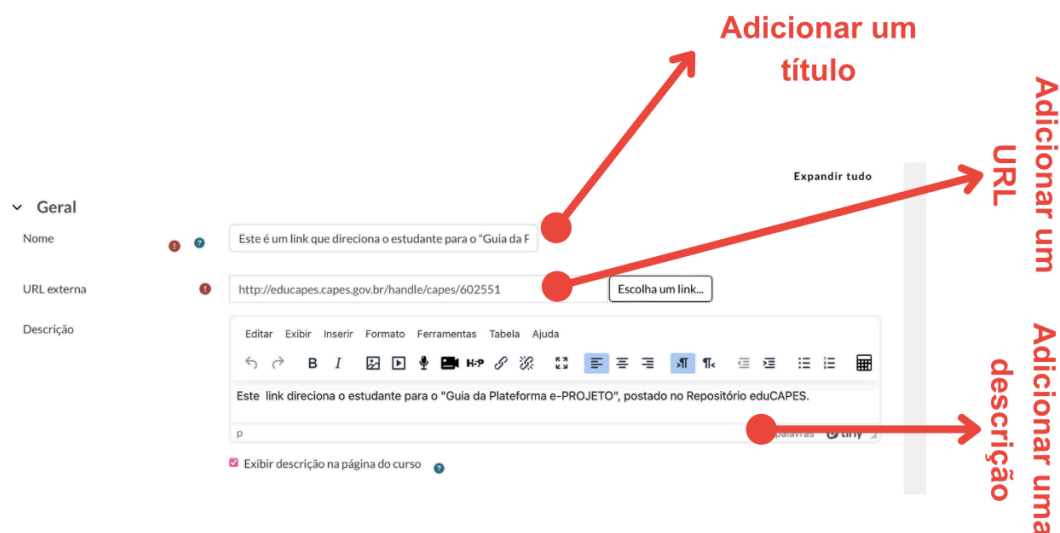 Adicionar um
título
Adicionar um
URL
Expandir tudo
Geral
Nome
Este é um link que direciona o estudante para o "Guia da F
URL externa
http://educapes.capes.gov.br/handle/capes/602551
Escolha um link...
Descrição
Editar Exibir Inserir Formato Ferramentas Tabela Ajuda
B I H-P
Este link direciona o estudante para o "Guia da Plataforma e-PROJETO", postado no Repositório eduCAPES.
p
tiny
Adicionar uma
descrição
Exibir descrição na página do curso